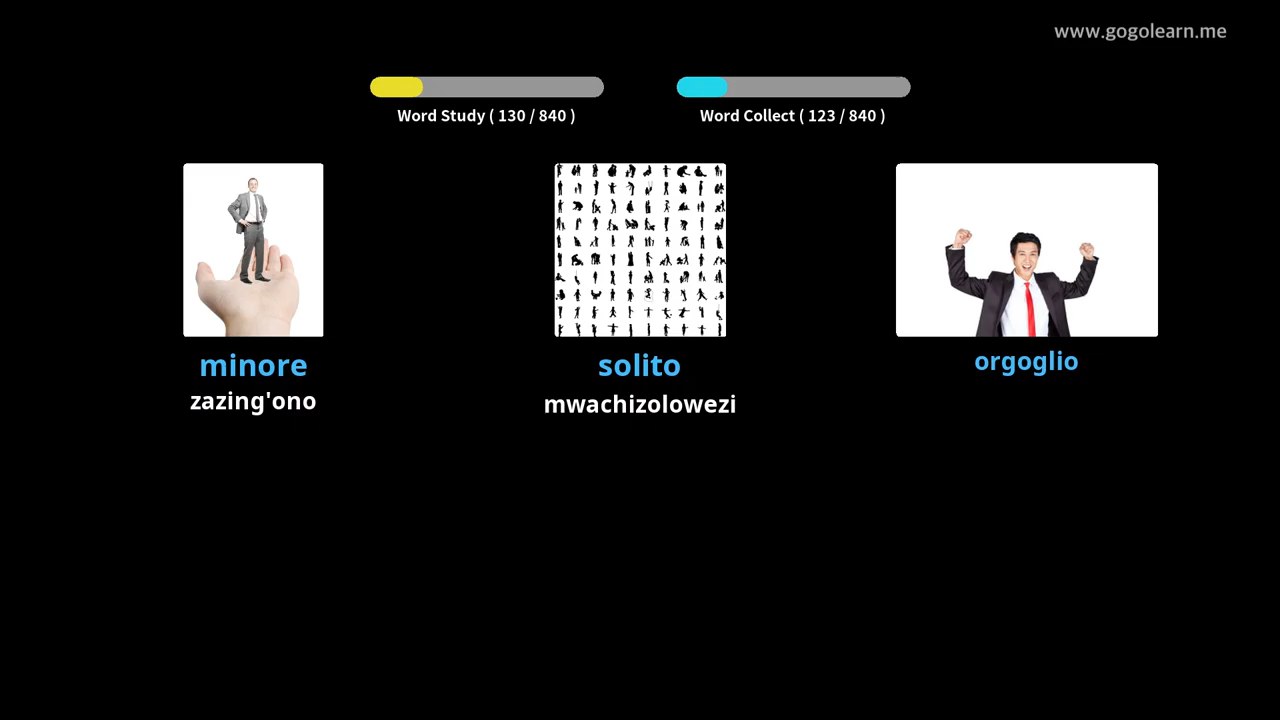 www.gogolearn.me
Word Study ( 130 / 840 )
Word Collect ( 123 / 840 )
minore
zazing'ono
solito
mwachizolowezi
orgoglio